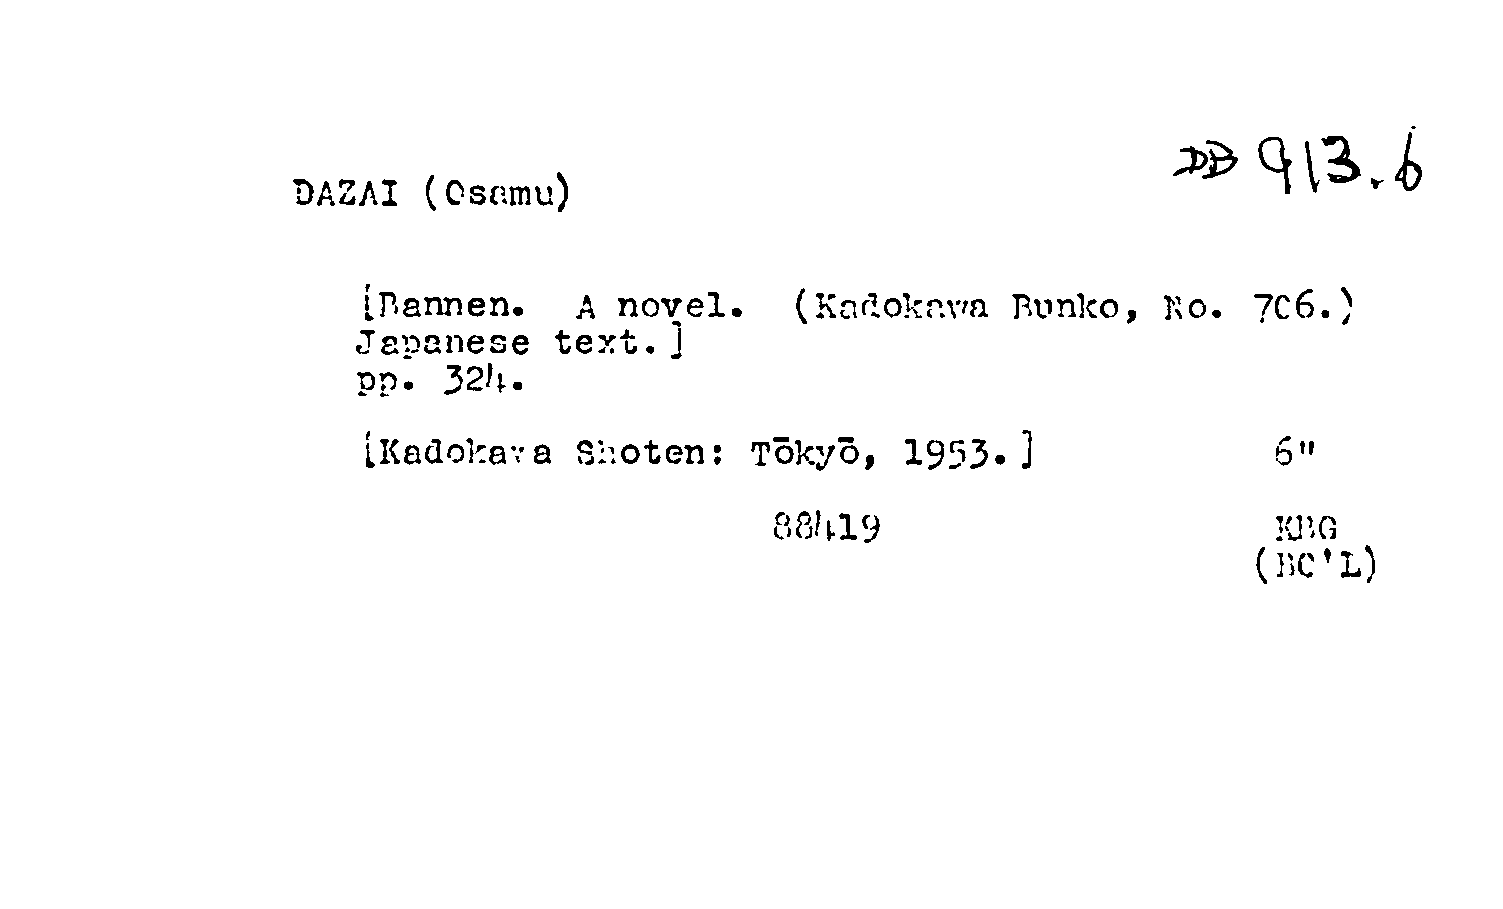 DB 913.6
DAZAI (Osamu)
[Bannen. A novel. (Kadokawa Bunko, No. 706.)
Japanese text.]
pp. 324.
[Kadokawa Shoten: Tōkyō, 1953.] 6"
88419 KBG
(BC'L)